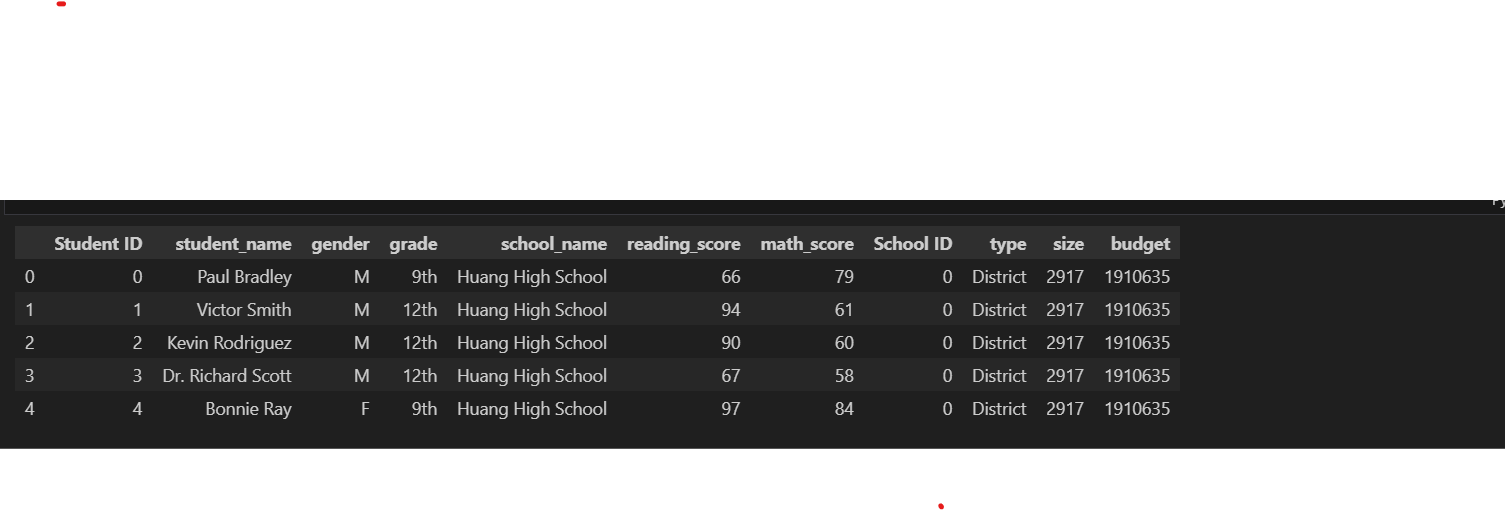 Student ID student_name gender grade school_name reading_score math_score School ID type size budget
0 0 Paul Bradley M 9th Huang High School 66 79 0 District 2917 1910635
1 1 Victor Smith M 12th Huang High School 94 61 0 District 2917 1910635
2 2 Kevin Rodriguez M 12th Huang High School 90 60 0 District 2917 1910635
3 3 Dr. Richard Scott M 12th Huang High School 67 58 0 District 2917 1910635
4 4 Bonnie Ray F 9th Huang High School 97 84 0 District 2917 1910635